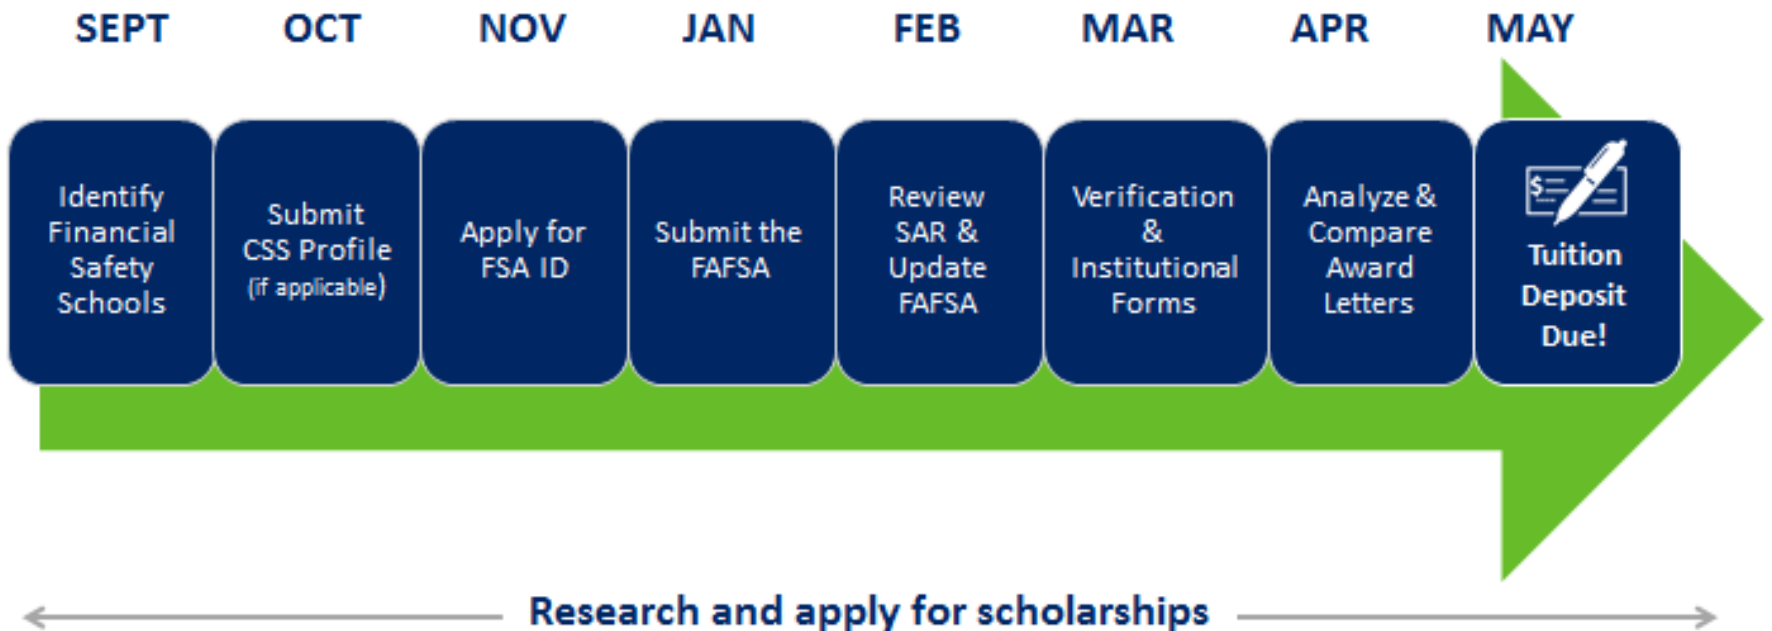 SEPT OCT NOV JAN FEB MAR APR MAY
Identify
Financial
Safety
Schools
Submit
CSS Profile
(if applicable)
Apply for
FSA ID
Submit the
FAFSA
Review
SAR &
Update
FAFSA
Verification
&
Institutional
Forms
Analyze &
Compare
Award
Letters
$
Tuition
Deposit
Due!
Research and apply for scholarships